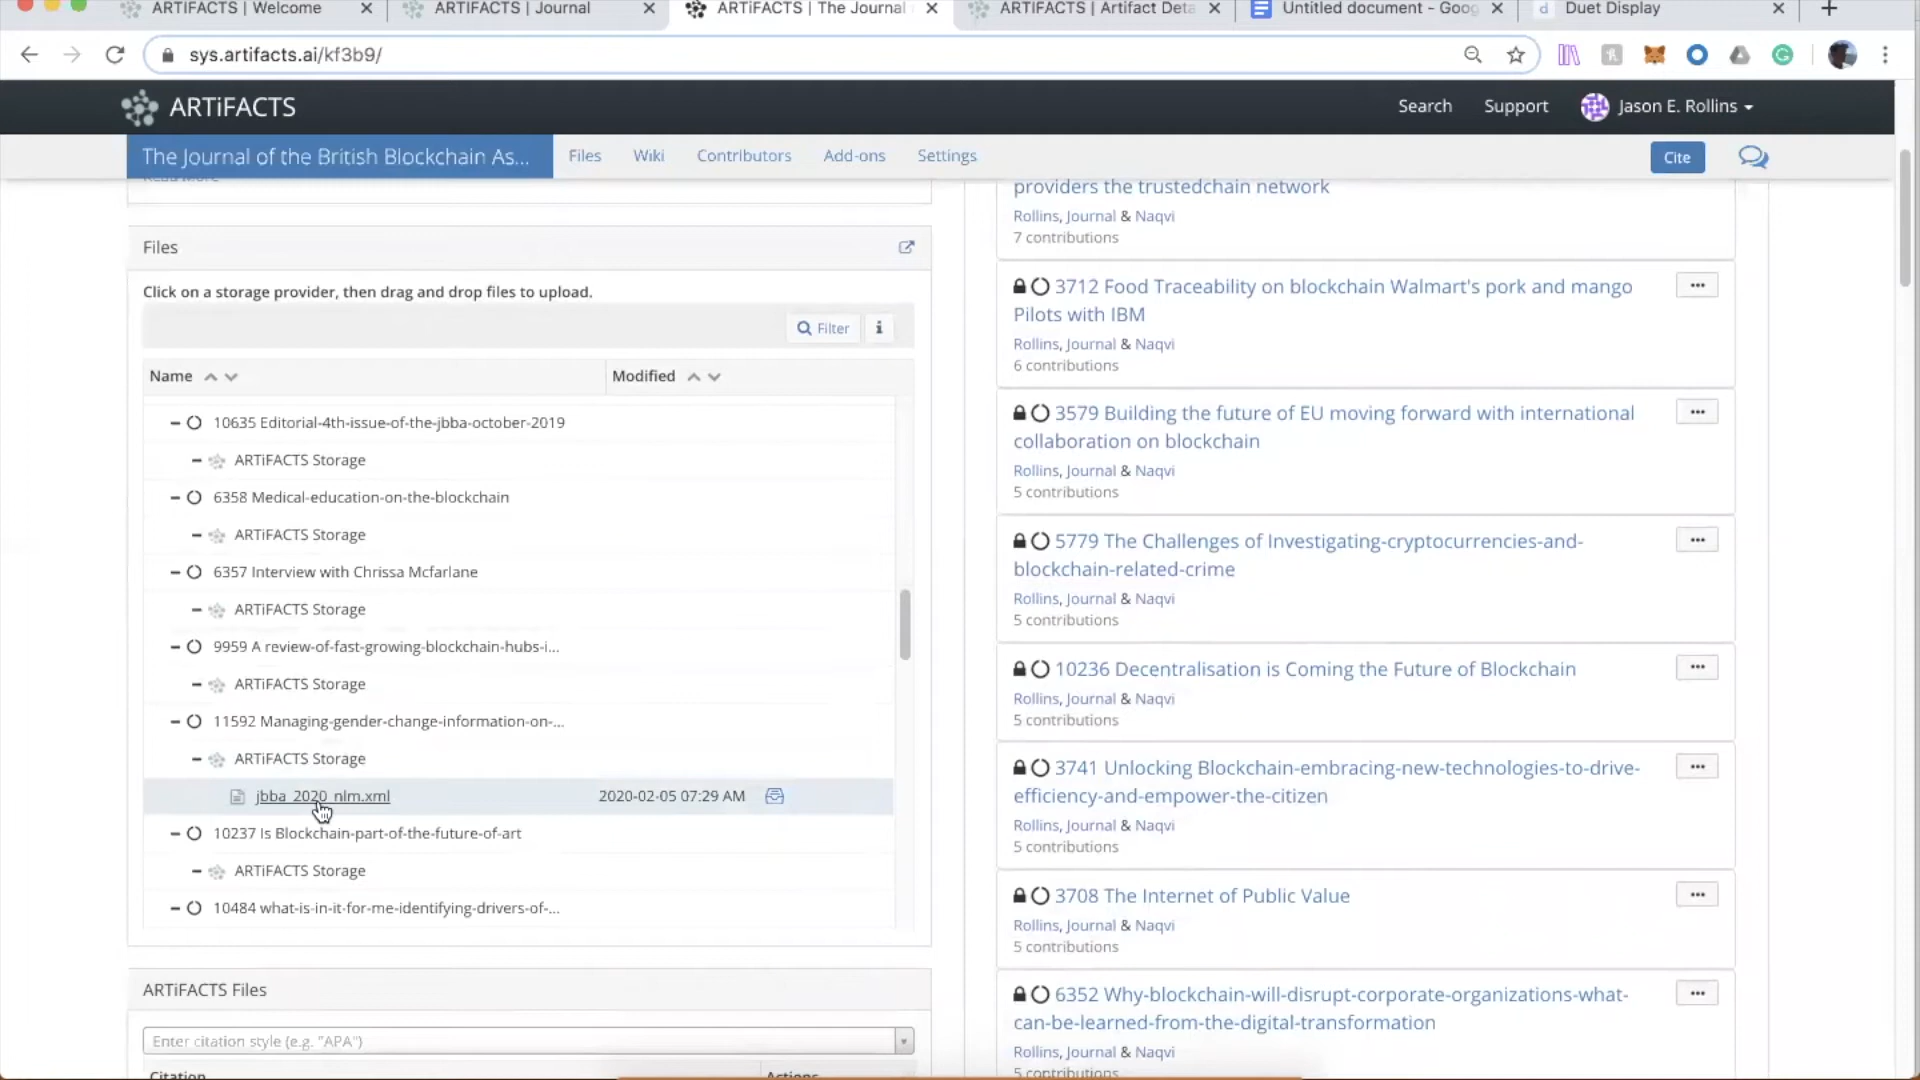 ARTiFACTS | Welcome
ARTiFACTS | Journal
ARTiFACTS | The Journal
ARTiFACTS | Artifact Deta
Untitled document - Goog
Duet Display
sys.artifacts.ai/kf3b9/
ARTiFACTS
Search
Support
Jason E. Rollins
The Journal of the British Blockchain As...
Files
Wiki
Contributors
Add-ons
Settings
Cite
Read More
Files
Click on a storage provider, then drag and drop files to upload.
Filter
Name
Modified
10635 Editorial-4th-issue-of-the-jbba-october-2019
ARTiFACTS Storage
6358 Medical-education-on-the-blockchain
ARTiFACTS Storage
6357 Interview with Chrissa Mcfarlane
ARTiFACTS Storage
9959 A review-of-fast-growing-blockchain-hubs-i...
ARTiFACTS Storage
11592 Managing-gender-change-information-on-...
ARTiFACTS Storage
jbba_2020_nlm.xml
2020-02-05 07:29 AM
10237 Is Blockchain-part-of-the-future-of-art
ARTiFACTS Storage
10484 what-is-in-it-for-me-identifying-drivers-of-...
ARTiFACTS Files
Enter citation style (e.g. "APA")
Citation
Actions
providers the trustedchain network
Rollins, Journal & Naqvi
7 contributions
3712 Food Traceability on blockchain Walmart's pork and mango
Pilots with IBM
Rollins, Journal & Naqvi
6 contributions
3579 Building the future of EU moving forward with international
collaboration on blockchain
Rollins, Journal & Naqvi
5 contributions
5779 The Challenges of Investigating-cryptocurrencies-and-
blockchain-related-crime
Rollins, Journal & Naqvi
5 contributions
10236 Decentralisation is Coming the Future of Blockchain
Rollins, Journal & Naqvi
5 contributions
3741 Unlocking Blockchain-embracing-new-technologies-to-drive-
efficiency-and-empower-the-citizen
Rollins, Journal & Naqvi
5 contributions
3708 The Internet of Public Value
Rollins, Journal & Naqvi
5 contributions
6352 Why-blockchain-will-disrupt-corporate-organizations-what-
can-be-learned-from-the-digital-transformation
Rollins, Journal & Naqvi
5 contributions